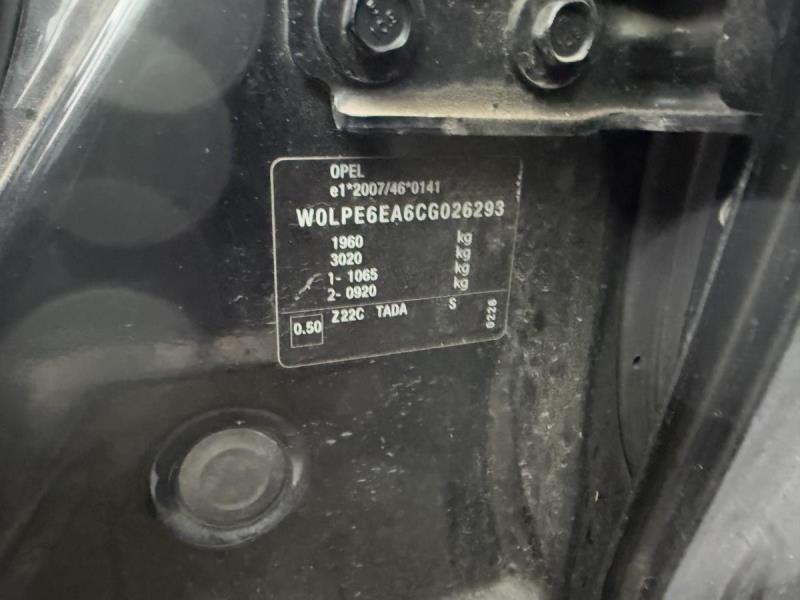 OPEL
e1*2007/46*0141
W0LPE6EA6CG026293
1960 kg
3020 kg
1- 1065 kg
2- 0920 kg
0.50 Z22C TADA S 6226